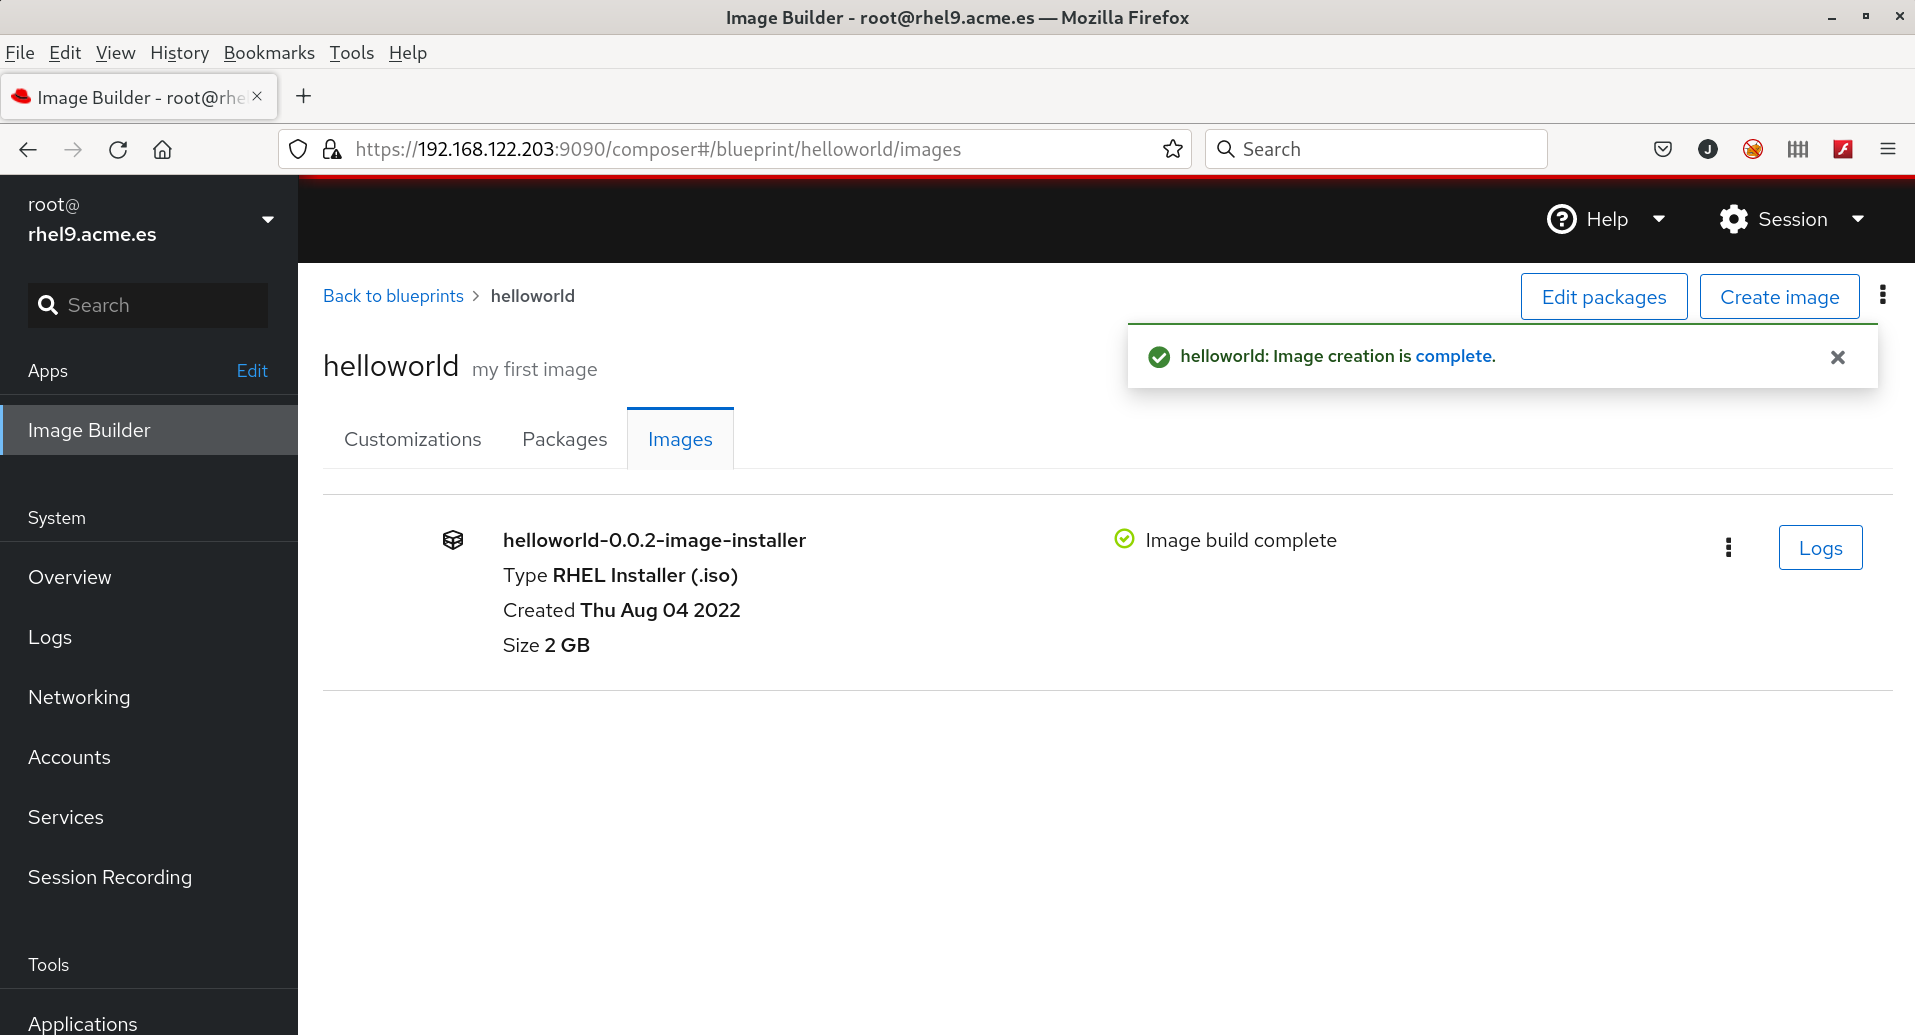 Image Builder - root@rhel9.acme.es — Mozilla Firefox
File Edit View History Bookmarks Tools Help
Image Builder - root@rhe
https://192.168.122.203:9090/composer#/blueprint/helloworld/images
Search
J
root@
rhel9.acme.es
Help
Session
Search
Apps
Edit
Image Builder
System
Overview
Logs
Networking
Accounts
Services
Session Recording
Tools
Applications
Back to blueprints > helloworld
Edit packages
Create image
helloworld: Image creation is complete.
helloworld my first image
Customizations
Packages
Images
helloworld-0.0.2-image-installer
Type RHEL Installer (.iso)
Created Thu Aug 04 2022
Size 2 GB
Image build complete
Logs